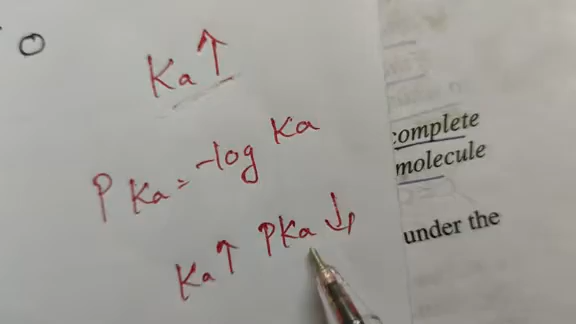 Ka↑
PKa = -log Ka
Ka↑ PKa↓
complete
molecule
under the